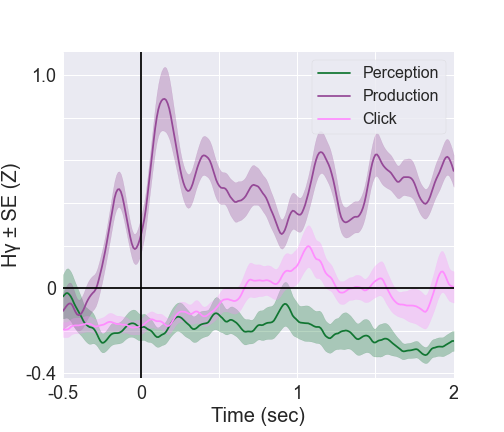 Perception
Production
Click
1.0
0
-0.4
Hγ ± SE (Z)
-0.5 0 1 2
Time (sec)